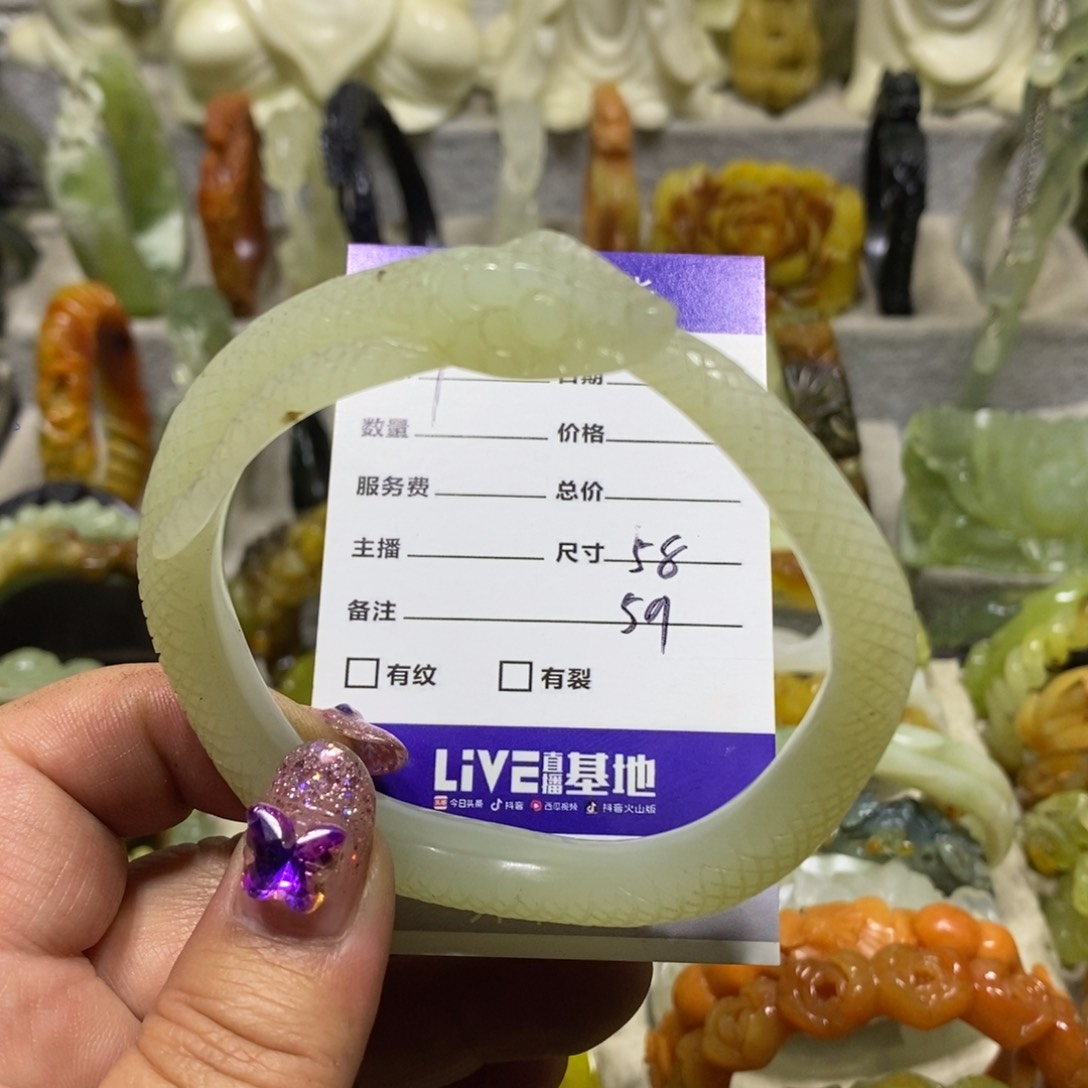 日期
数量 价格
服务费 总价
主播 尺寸 58
备注 59
有纹 有裂
LiVE直播基地
今日头条 抖音 西瓜视频 抖音火山版